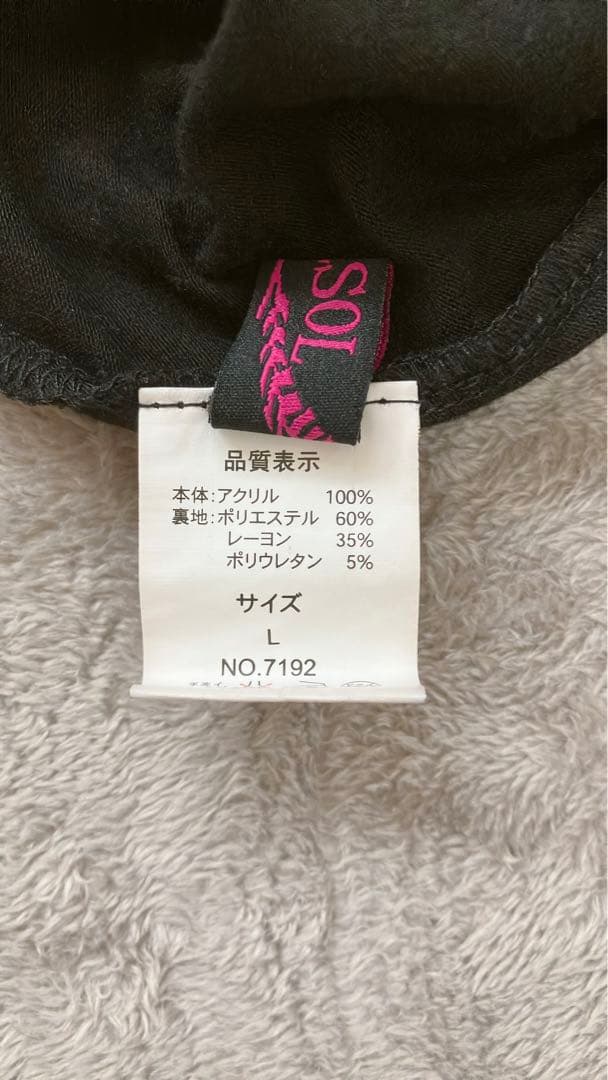 SOL
品質表示
本体:アクリル 100%
裏地:ポリエステル 60%
レーヨン 35%
ポリウレタン 5%
サイズ
L
NO.7192